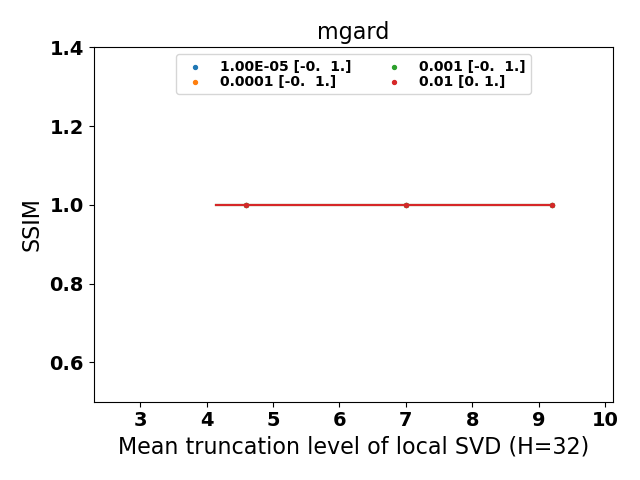 mgard
1.00E-05 [-0.  1.]
0.0001 [-0.  1.]
0.001 [-0.  1.]
0.01 [0. 1.]
SSIM
1.4
1.2
1.0
0.8
0.6
3 4 5 6 7 8 9 10
Mean truncation level of local SVD (H=32)